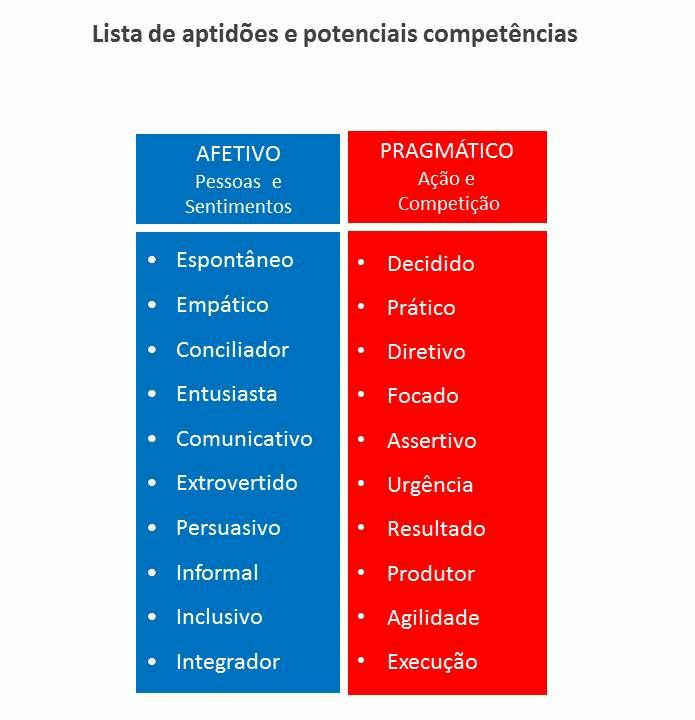 Lista de aptidões e potenciais competências
AFETIVO
Pessoas e
Sentimentos
• Espontâneo
• Empático
• Conciliador
• Entusiasta
• Comunicativo
• Extrovertido
• Persuasivo
• Informal
• Inclusivo
• Integrador
PRAGMÁTICO
Ação e
Competição
• Decidido
• Prático
• Diretivo
• Focado
• Assertivo
• Urgência
• Resultado
• Produtor
• Agilidade
• Execução